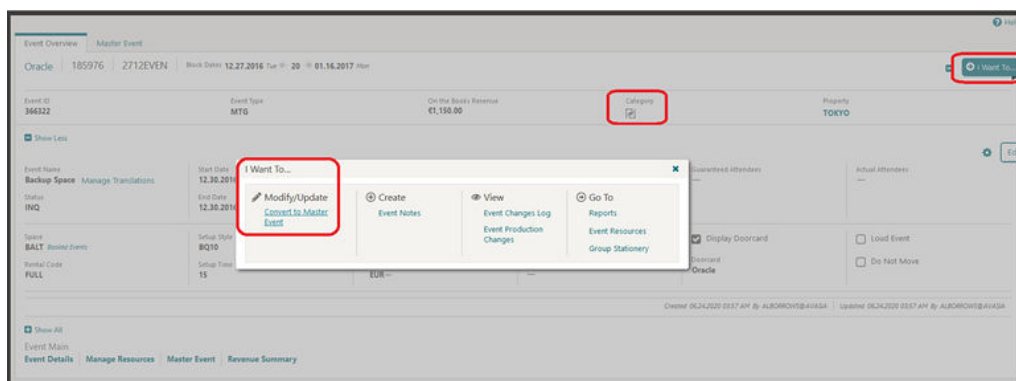 Help
Event Overview Master Event
Oracle 185976 2712EVEN Block Dates 12.27.2016 Tue 20 01.16.2017 Mon
I Want To...
Event ID Event Type On the Books Revenue Category Property
366322 MTG €1,150.00 TOKYO
Show Less
Event Name Start Date Guaranteed Attendees Actual Attendees
Backup Space Manage Translations 12.30.201 — —
Status End Date
INQ 12.30.201
I Want To...
Modify/Update Create View Go To
Convert to Master Event Notes Event Changes Log Reports
Event Event Production Event Resources
Changes Group Stationery
Space Setup Style Display Doorcard Loud Event
BALT Booked Events BQ10
Rental Code Setup Time Doorcard Do Not Move
FULL 15 EUR -- — Oracle
Created 06.24.2020 03:57 AM By ALBORROWS@AVASIA Updated 06.24.2020 03:57 AM By ALBORROWS@AVASIA
Show All
Event Main
Event Details Manage Resources Master Event Revenue Summary